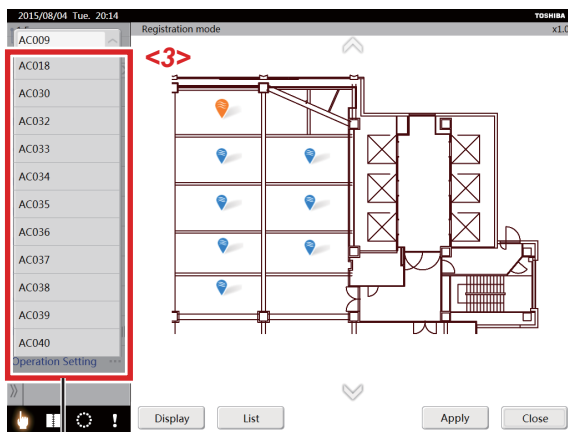 2015/08/04 Tue. 20:14
TOSHIBA
Registration mode
x1.0
AC009
<3>
AC018
AC030
AC032
AC033
AC034
AC035
AC036
AC037
AC038
AC039
AC040
Operation Setting ...
Display
List
Apply
Close